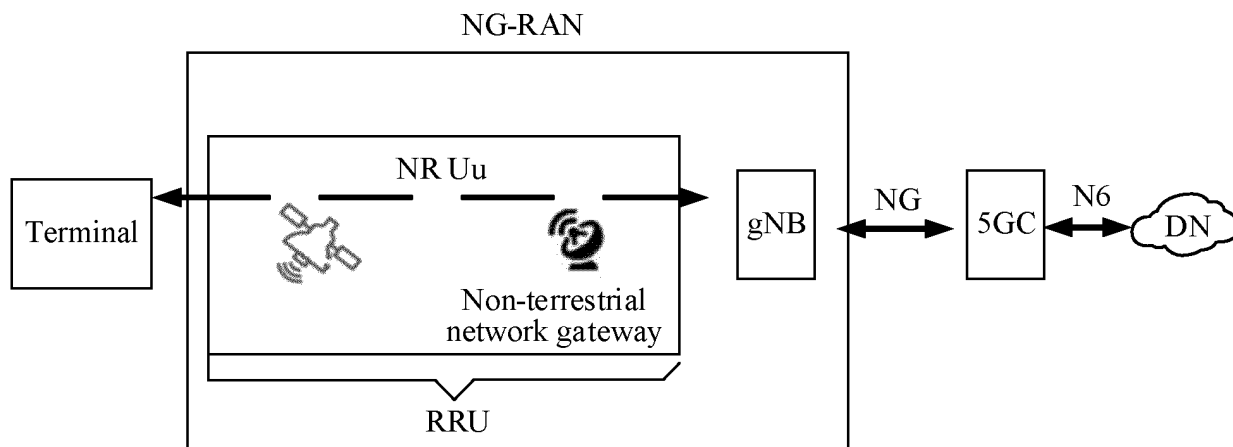 NG-RAN
NR Uu
Terminal
gNB
NG
5GC
N6
DN
Non-terrestrial
network gateway
RRU